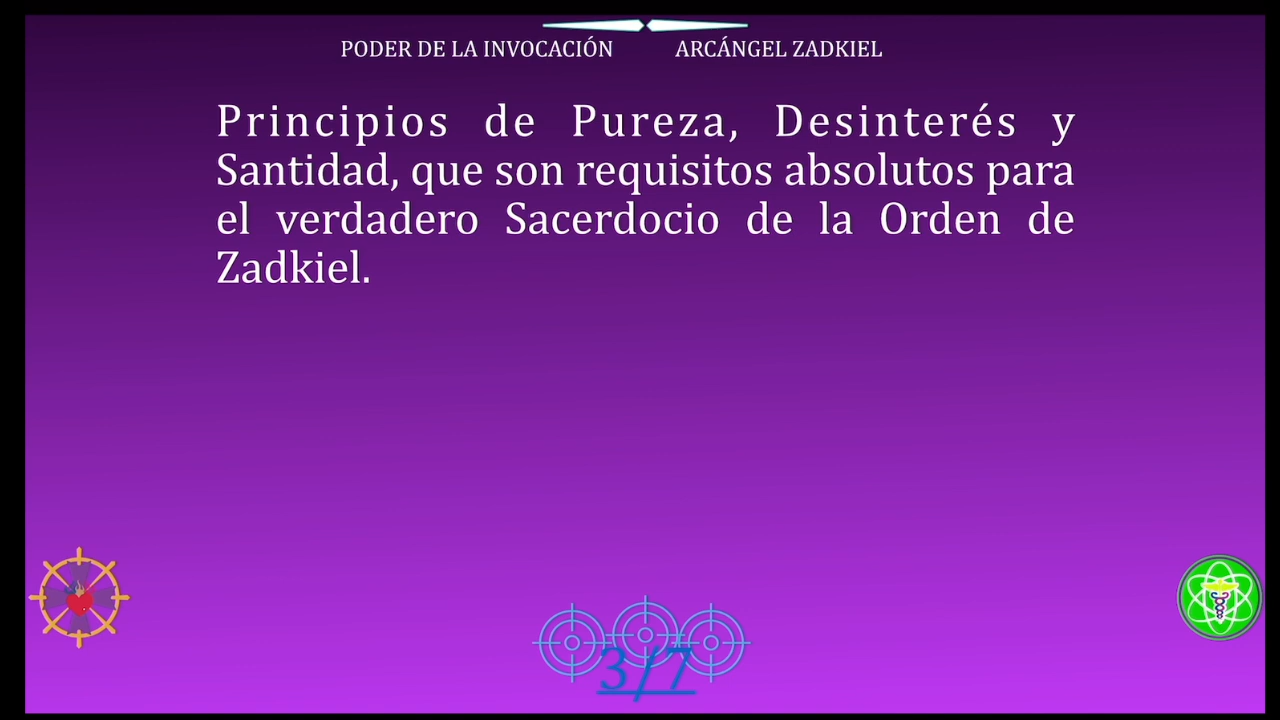 PODER DE LA INVOCACIÓN ARCÁNGEL ZADKIEL
Principios de Pureza, Desinterés y
Santidad, que son requisitos absolutos para
el verdadero Sacerdocio de la Orden de
Zadkiel.
3/7